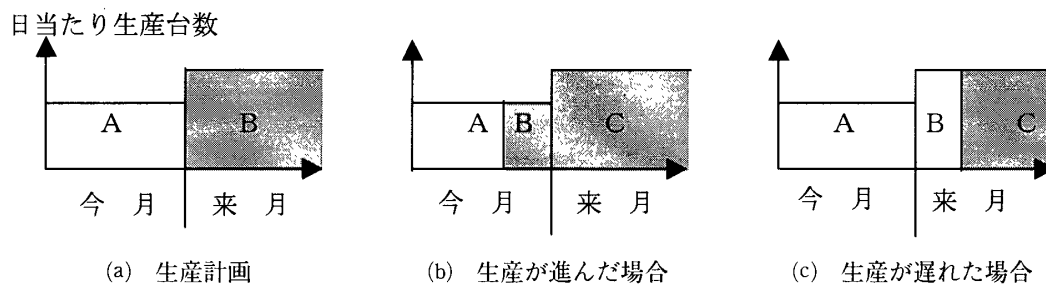 日当たり生産台数
A B
A B C
A B C
今 月 来 月
今 月 来 月
今 月 来 月
(a) 生産計画
(b) 生産が進んだ場合
(c) 生産が遅れた場合